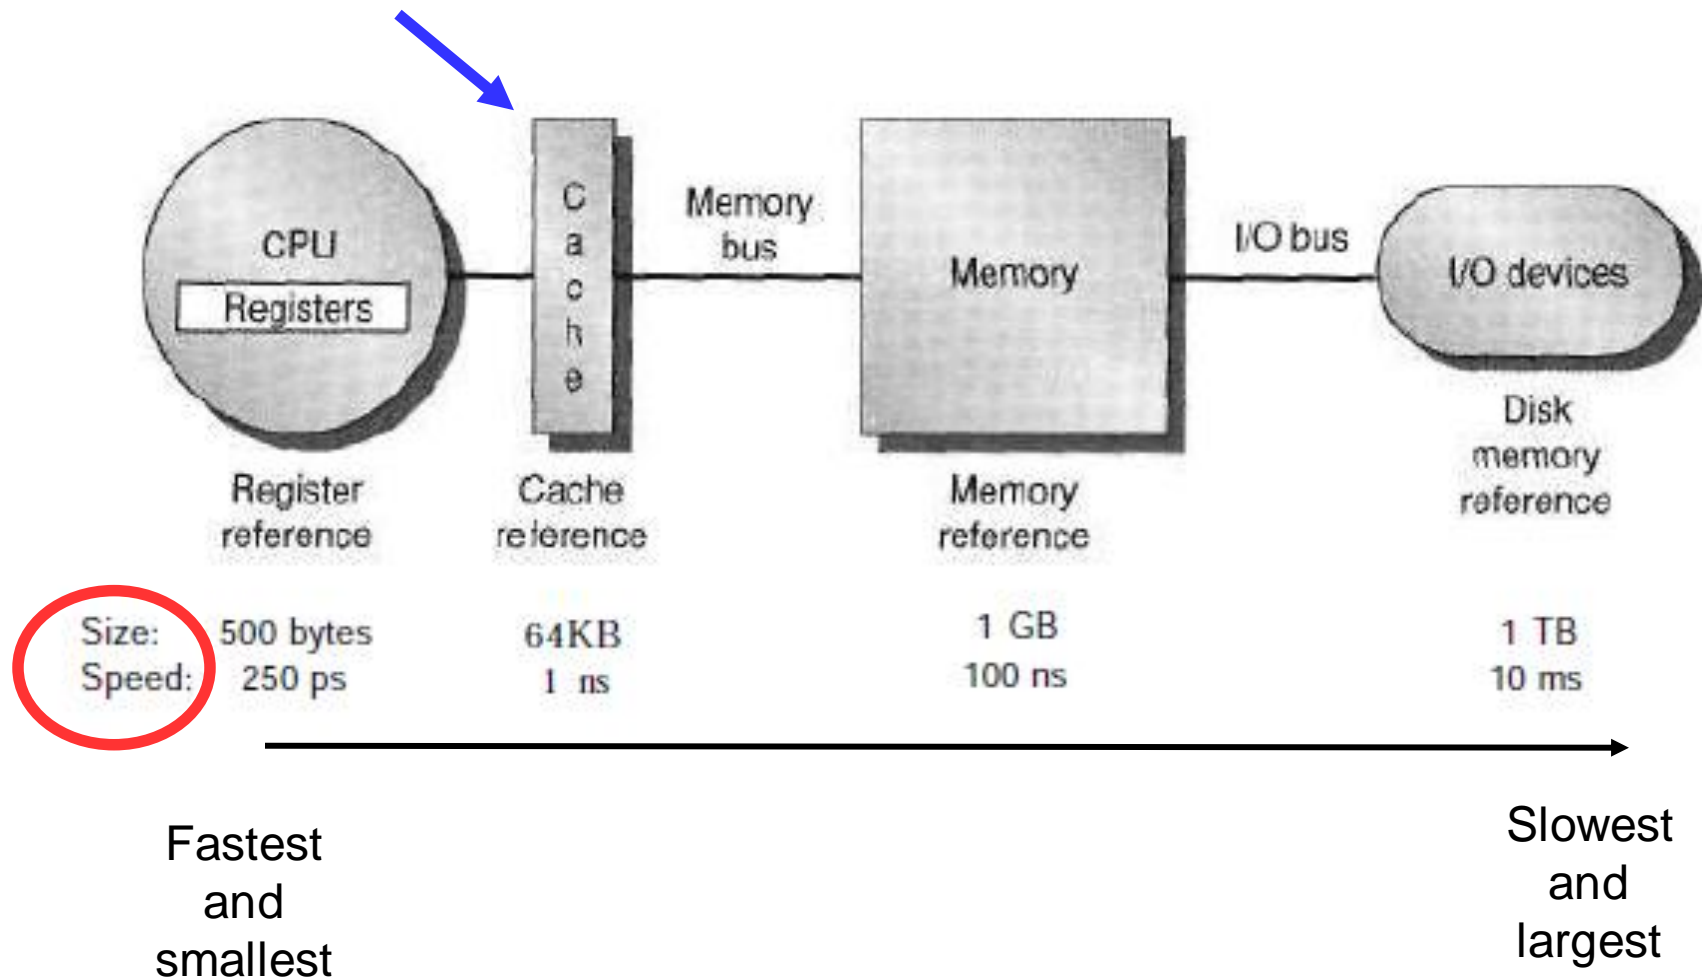 CPU
Registers
C
a
c
h
e
Memory
bus
Memory
I/O bus
I/O devices
Register
reference
Cache
reference
Memory
reference
Disk
memory
reference
Size: 500 bytes 64KB 1 GB 1 TB
Speed: 250 ps 1 ns 100 ns 10 ms
Fastest
and
smallest
Slowest
and
largest